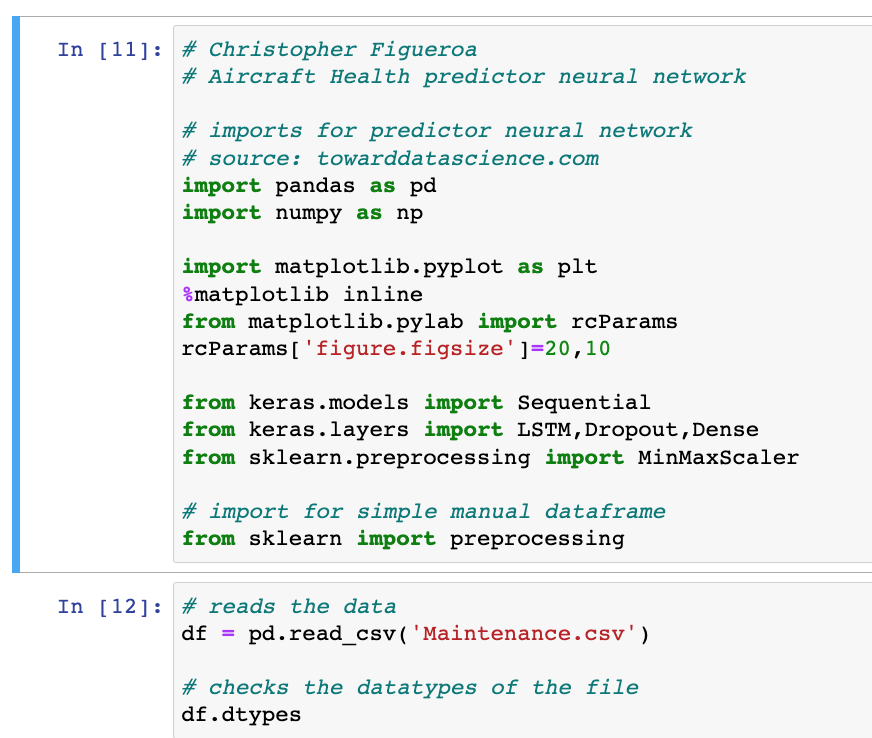 In [11]:
# Christopher Figueroa
# Aircraft Health predictor neural network
# imports for predictor neural network
# source: towarddatascience.com
import pandas as pd
import numpy as np
import matplotlib.pyplot as plt
%matplotlib inline
from matplotlib.pylab import rcParams
rcParams['figure.figsize']=20,10
from keras.models import Sequential
from keras.layers import LSTM,Dropout,Dense
from sklearn.preprocessing import MinMaxScaler
# import for simple manual dataframe
from sklearn import preprocessing
In [12]:
# reads the data
df = pd.read_csv('Maintenance.csv')
# checks the datatypes of the file
df.dtypes